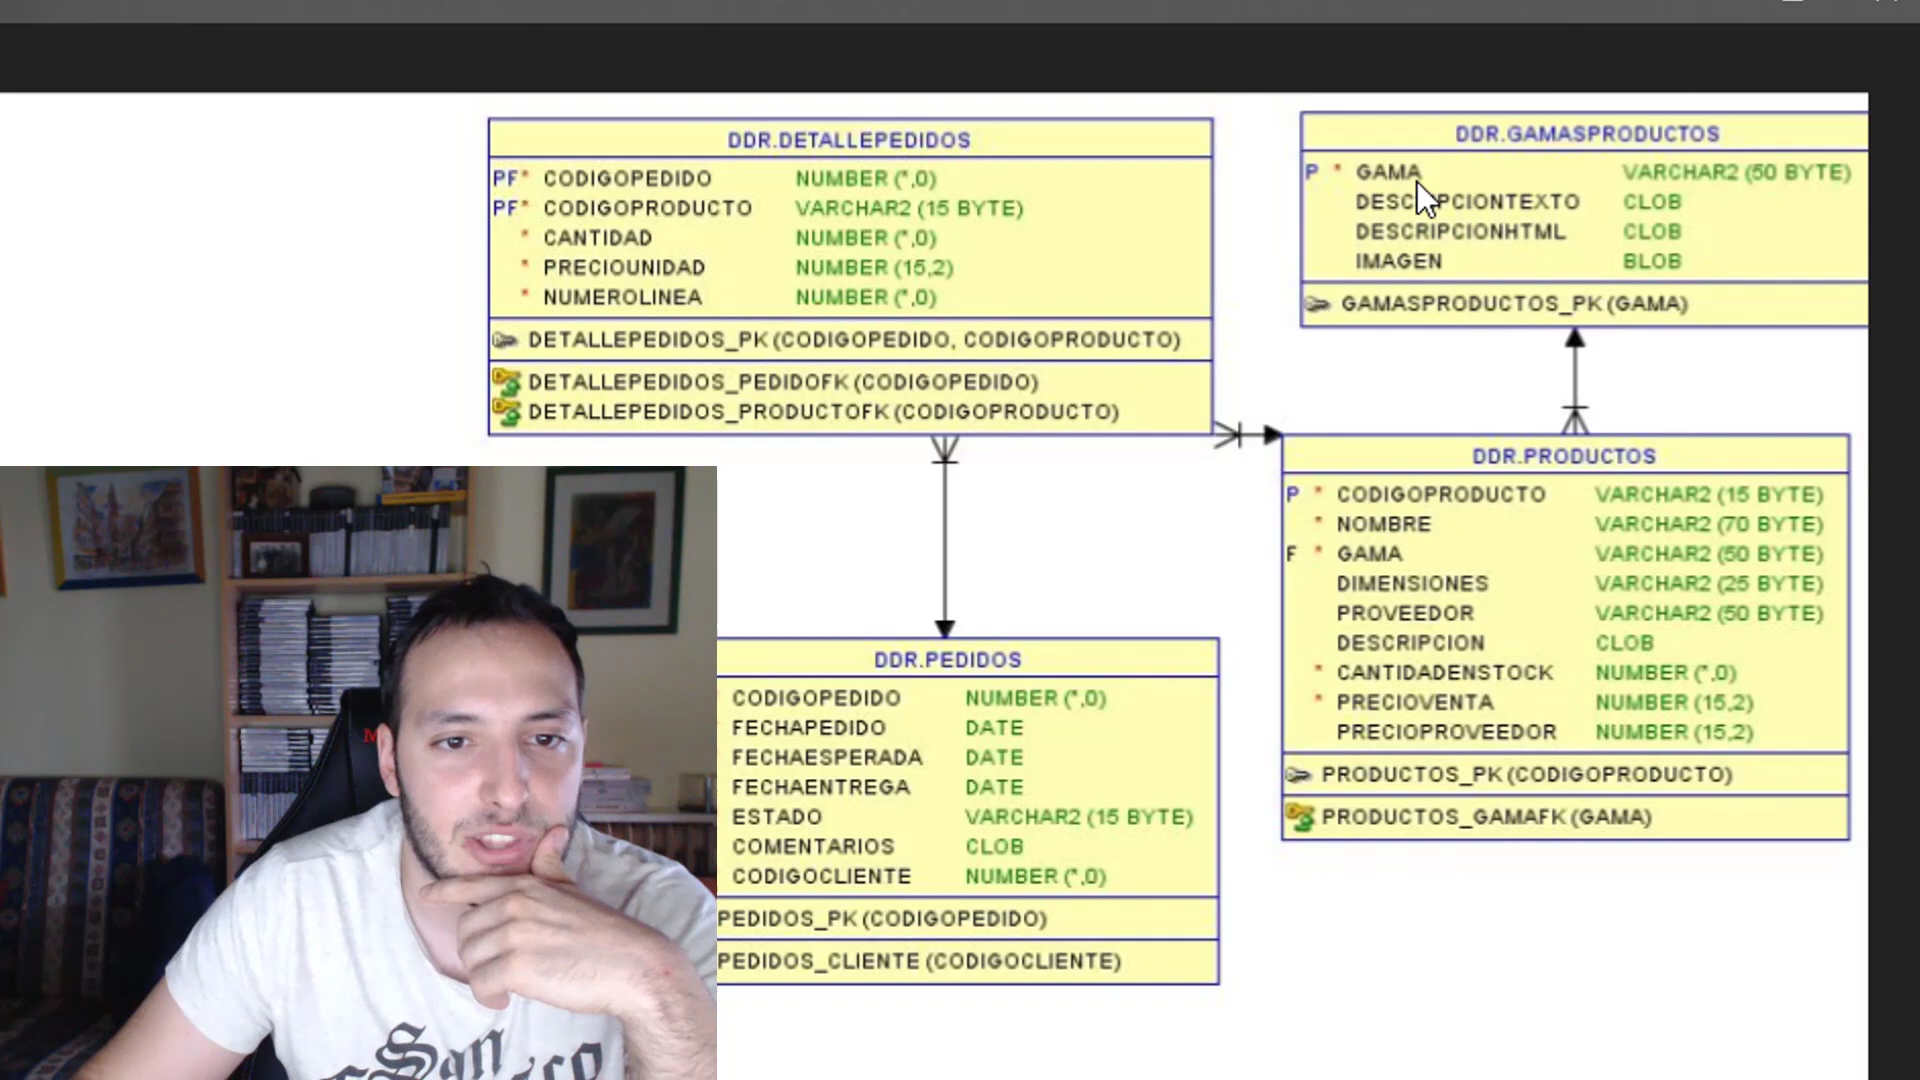 DDR.DETALLEPEDIDOS
PF * CODIGOPEDIDO NUMBER (*,0)
PF * CODIGOPRODUCTO VARCHAR2 (15 BYTE)
* CANTIDAD NUMBER (*,0)
* PRECIOUNIDAD NUMBER (15,2)
* NUMEROLINEA NUMBER (*,0)
DETALLEPEDIDOS_PK (CODIGOPEDIDO, CODIGOPRODUCTO)
DETALLEPEDIDOS_PEDIDOFK (CODIGOPEDIDO)
DETALLEPEDIDOS_PRODUCTOFK (CODIGOPRODUCTO)
DDR.GAMASPRODUCTOS
P * GAMA VARCHAR2 (50 BYTE)
DESCRIPCIONTEXTO CLOB
DESCRIPCIONHTML CLOB
IMAGEN BLOB
GAMASPRODUCTOS_PK (GAMA)
DDR.PRODUCTOS
P * CODIGOPRODUCTO VARCHAR2 (15 BYTE)
* NOMBRE VARCHAR2 (70 BYTE)
F * GAMA VARCHAR2 (50 BYTE)
DIMENSIONES VARCHAR2 (25 BYTE)
PROVEEDOR VARCHAR2 (50 BYTE)
DESCRIPCION CLOB
* CANTIDADENSTOCK NUMBER (*,0)
* PRECIOVENTA NUMBER (15,2)
PRECIOPROVEEDOR NUMBER (15,2)
PRODUCTOS_PK (CODIGOPRODUCTO)
PRODUCTOS_GAMAFK (GAMA)
DDR.PEDIDOS
CODIGOPEDIDO NUMBER (*,0)
FECHAPEDIDO DATE
FECHAESPERADA DATE
FECHAENTREGA DATE
ESTADO VARCHAR2 (15 BYTE)
COMENTARIOS CLOB
CODIGOCLIENTE NUMBER (*,0)
PEDIDOS_PK (CODIGOPEDIDO)
PEDIDOS_CLIENTE (CODIGOCLIENTE)
San